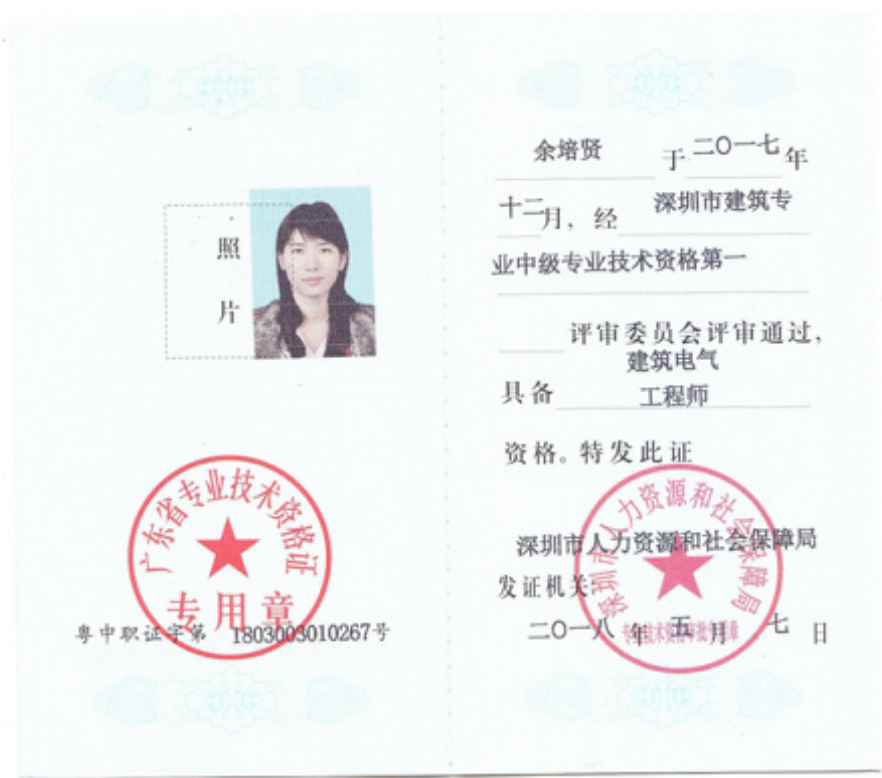 照
片
广东省专业技术资格证
专用章
粤中职证字第 1803003010267号
余培贤 于二〇一七年
十二月，经 深圳市建筑专
业中级专业技术资格第一
评审委员会评审通过，
建筑电气
具备 工程师
资格。特发此证
深圳市人力资源和社会保障局
深圳市人力资源和社会保障局
发证机关：
二〇一八年五月七日